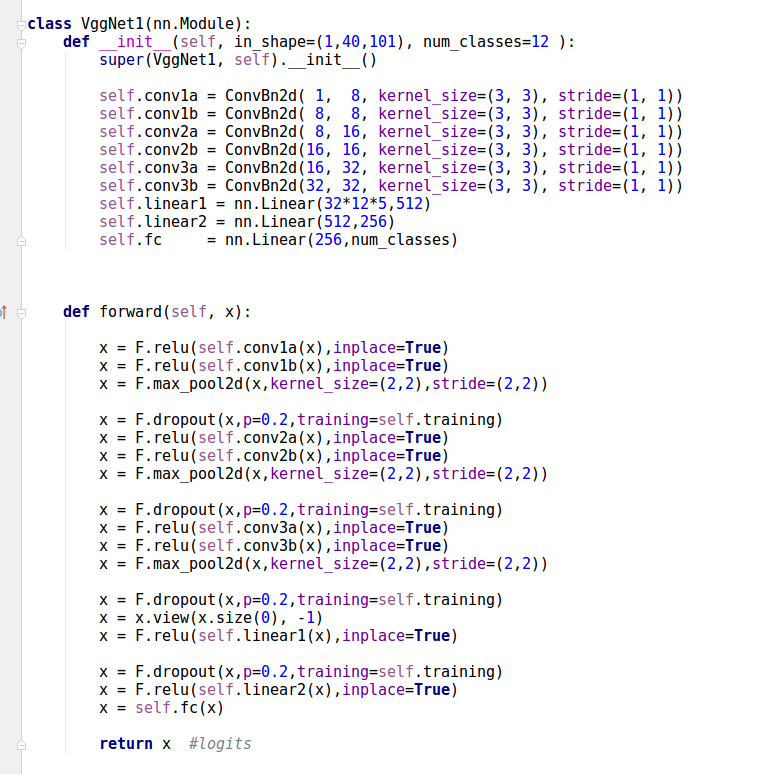 class VggNet1(nn.Module):
    def __init__(self, in_shape=(1,40,101), num_classes=12 ):
        super(VggNet1, self).__init__()
        self.conv1a = ConvBn2d( 1,  8, kernel_size=(3, 3), stride=(1, 1))
        self.conv1b = ConvBn2d( 8,  8, kernel_size=(3, 3), stride=(1, 1))
        self.conv2a = ConvBn2d( 8, 16, kernel_size=(3, 3), stride=(1, 1))
        self.conv2b = ConvBn2d(16, 16, kernel_size=(3, 3), stride=(1, 1))
        self.conv3a = ConvBn2d(16, 32, kernel_size=(3, 3), stride=(1, 1))
        self.conv3b = ConvBn2d(32, 32, kernel_size=(3, 3), stride=(1, 1))
        self.linear1 = nn.Linear(32*12*5,512)
        self.linear2 = nn.Linear(512,256)
        self.fc     = nn.Linear(256,num_classes)
    def forward(self, x):
        x = F.relu(self.conv1a(x),inplace=True)
        x = F.relu(self.conv1b(x),inplace=True)
        x = F.max_pool2d(x,kernel_size=(2,2),stride=(2,2))
        x = F.dropout(x,p=0.2,training=self.training)
        x = F.relu(self.conv2a(x),inplace=True)
        x = F.relu(self.conv2b(x),inplace=True)
        x = F.max_pool2d(x,kernel_size=(2,2),stride=(2,2))
        x = F.dropout(x,p=0.2,training=self.training)
        x = F.relu(self.conv3a(x),inplace=True)
        x = F.relu(self.conv3b(x),inplace=True)
        x = F.max_pool2d(x,kernel_size=(2,2),stride=(2,2))
        x = F.dropout(x,p=0.2,training=self.training)
        x = x.view(x.size(0), -1)
        x = F.relu(self.linear1(x),inplace=True)
        x = F.dropout(x,p=0.2,training=self.training)
        x = F.relu(self.linear2(x),inplace=True)
        x = self.fc(x)
        return x  #logits